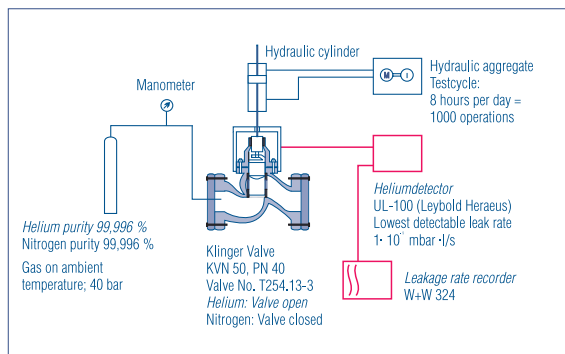 Hydraulic cylinder
Hydraulic aggregate
Testcycle:
8 hours per day =
1000 operations
M
I
Manometer
Heliumdetector
UL-100 (Leybold Heraeus)
Lowest detectable leak rate
1· 10 mbar ·l/s
Helium purity 99,996 %
Nitrogen purity 99,996 %
Gas on ambient
temperature; 40 bar
Klinger Valve
KVN 50, PN 40
Valve No. T254.13-3
Helium: Valve open
Nitrogen: Valve closed
Leakage rate recorder
W+W 324